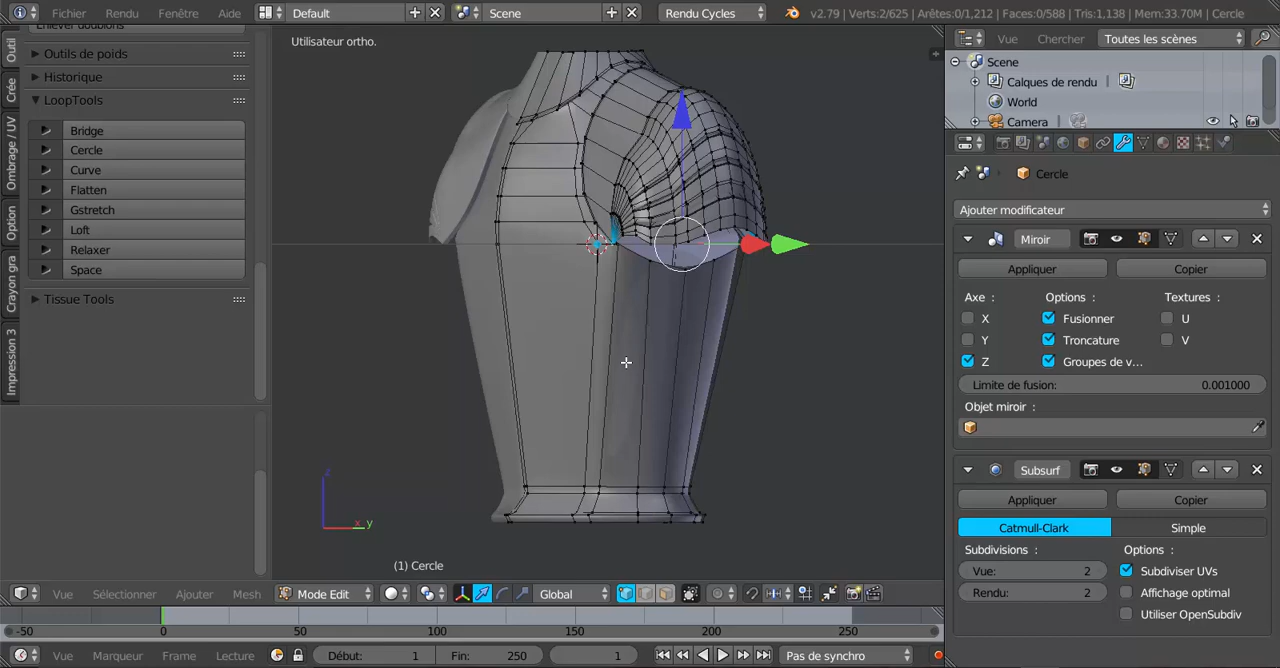 Fichier Rendu Fenêtre Aide Default Scene Rendu Cycles v2.79 | Verts:2/625 | Arêtes:0/1,212 | Faces:0/588 | Tris:1,138 | Mem:33.70M | Cercle
Enlever doublons
Outils de poids
Historique
LoopTools
Bridge
Cercle
Curve
Flatten
Gstretch
Loft
Relaxer
Space
Tissue Tools
Outil
Crée
Ombrage / UV
Option
Crayon gra
Impression 3
Utilisateur ortho.
z
x y
(1) Cercle
Vue Sélectionner Ajouter Mesh Mode Edit Global
-50 0 50 100 150 200 250
Vue Marqueur Frame Lecture Début: 1 Fin: 250 1 Pas de synchro
Vue Chercher Toutes les scènes
Scene
Calques de rendu
World
Camera
Cercle
Ajouter modificateur
Miroir
Appliquer Copier
Axe : Options : Textures :
X Fusionner U
Y Troncature V
Z Groupes de v...
Limite de fusion: 0.001000
Objet miroir :
Subsurf
Appliquer Copier
Catmull-Clark Simple
Subdivisions : Options :
Vue: 2 Subdiviser UVs
Rendu: 2 Affichage optimal
Utiliser OpenSubdiv